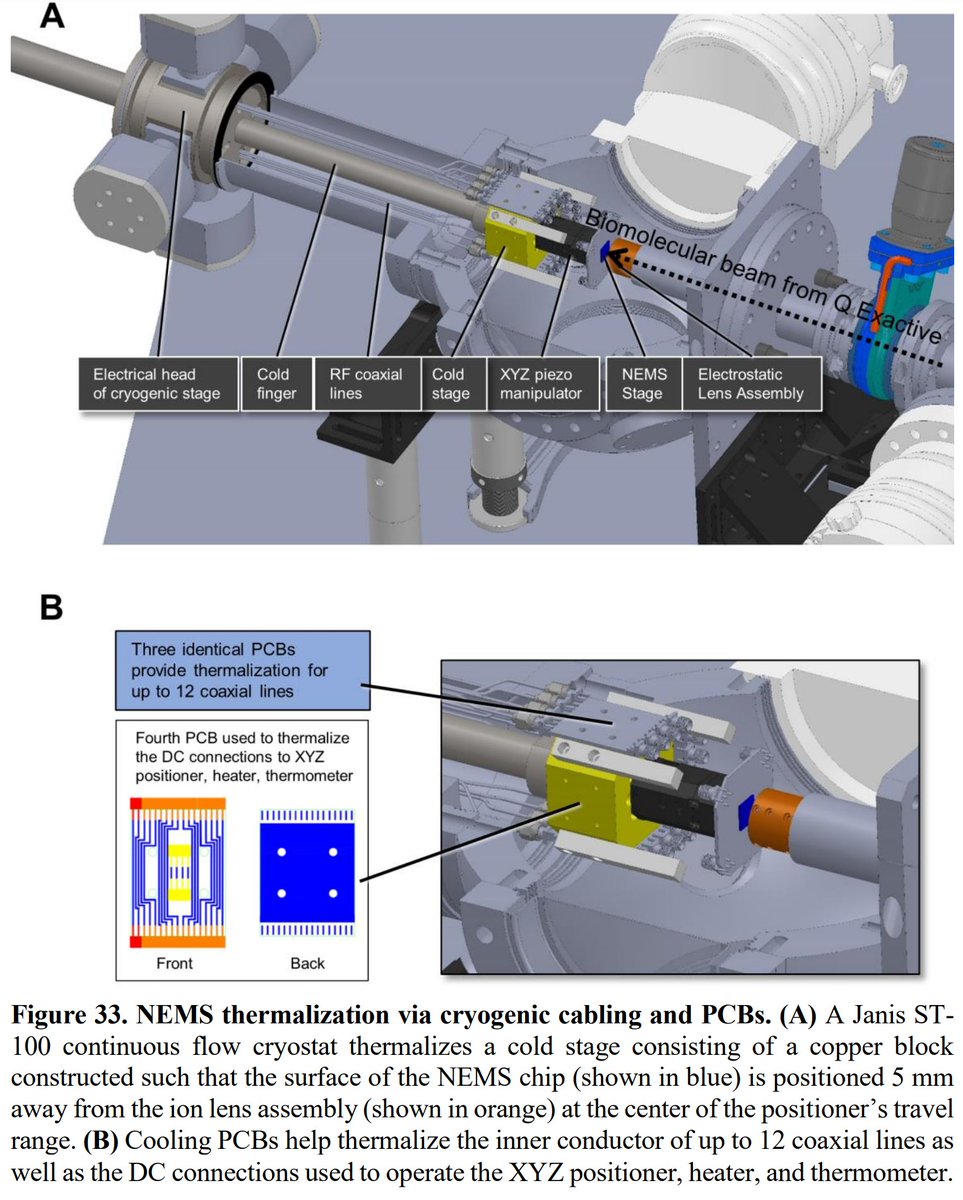 A
Biomolecular beam from Q Exactive
Electrical head
of cryogenic stage
Cold
finger
RF coaxial
lines
Cold
stage
XYZ piezo
manipulator
NEMS
Stage
Electrostatic
Lens Assembly
B
Three identical PCBs
provide thermalization for
up to 12 coaxial lines
Fourth PCB used to thermalize
the DC connections to XYZ
positioner, heater, thermometer
Front
Back
Figure 33. NEMS thermalization via cryogenic cabling and PCBs. (A) A Janis ST-
100 continuous flow cryostat thermalizes a cold stage consisting of a copper block
constructed such that the surface of the NEMS chip (shown in blue) is positioned 5 mm
away from the ion lens assembly (shown in orange) at the center of the positioner’s travel
range. (B) Cooling PCBs help thermalize the inner conductor of up to 12 coaxial lines as
well as the DC connections used to operate the XYZ positioner, heater, and thermometer.